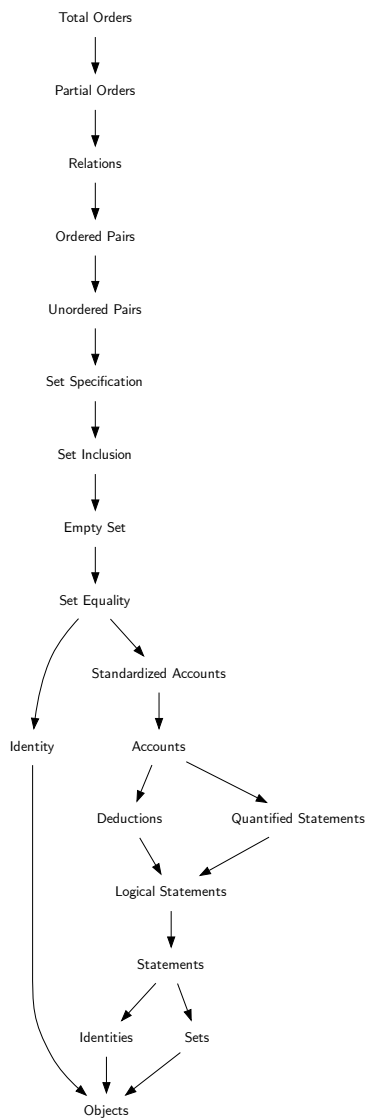 Total Orders
Partial Orders
Relations
Ordered Pairs
Unordered Pairs
Set Specification
Set Inclusion
Empty Set
Set Equality
Standardized Accounts
Identity
Accounts
Deductions
Quantified Statements
Logical Statements
Statements
Identities
Sets
Objects